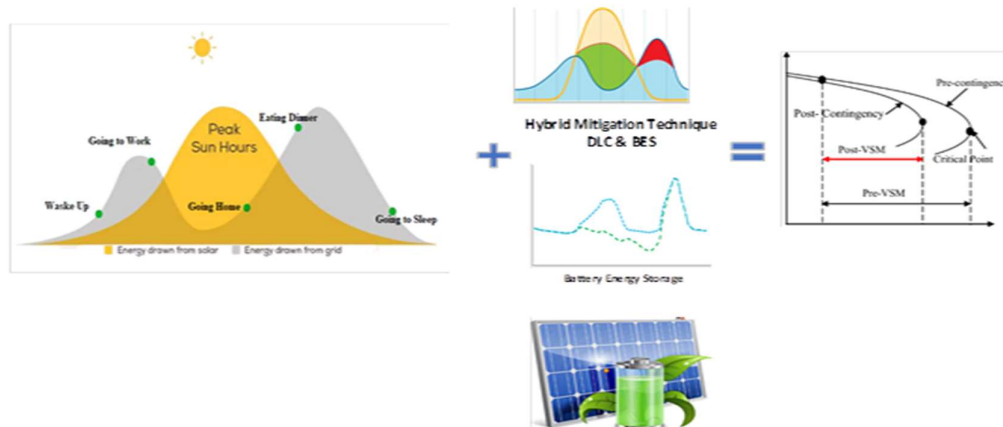 Peak
Sun Hours
Eating Dinner
Going to Work
Waske Up
Going Home
Going to Sleep
Energy drawn from solar
Energy drawn from grid
Hybrid Mitigation Technique
DLC & BES
Battery Energy Storage
Pre-contingency
Post- Contingency
Post-VSM
Critical Point
Pre-VSM